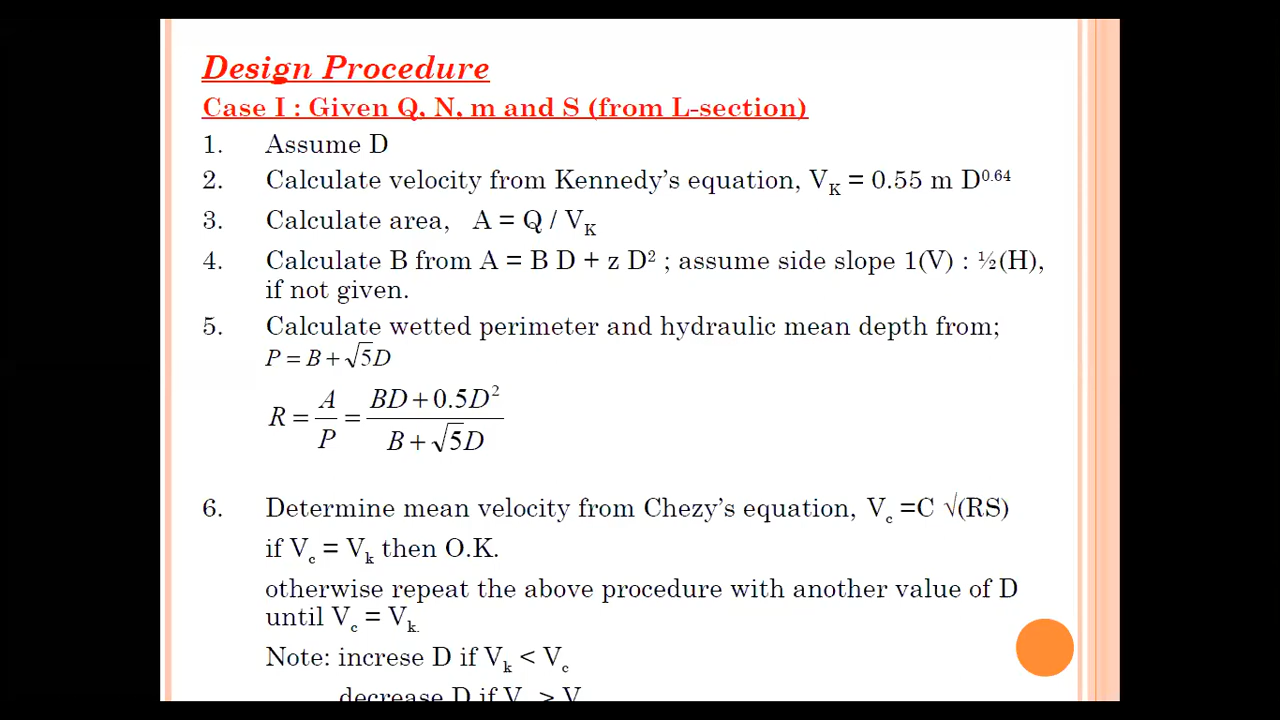 Design Procedure
Case I : Given Q, N, m and S (from L-section)
1. Assume D
2. Calculate velocity from Kennedy's equation, V_K = 0.55 m D^0.64
3. Calculate area, A = Q / V_K
4. Calculate B from A = B D + z D² ; assume side slope 1(V) : ½(H),
if not given.
5. Calculate wetted perimeter and hydraulic mean depth from;
P = B + √5D
R = A/P = (BD + 0.5D²)/(B + √5D)
6. Determine mean velocity from Chezy's equation, V_c =C √(RS)
if V_c = V_k then O.K.
otherwise repeat the above procedure with another value of D
until V_c = V_k.
Note: increse D if V_k < V_c
decrease D if V > V